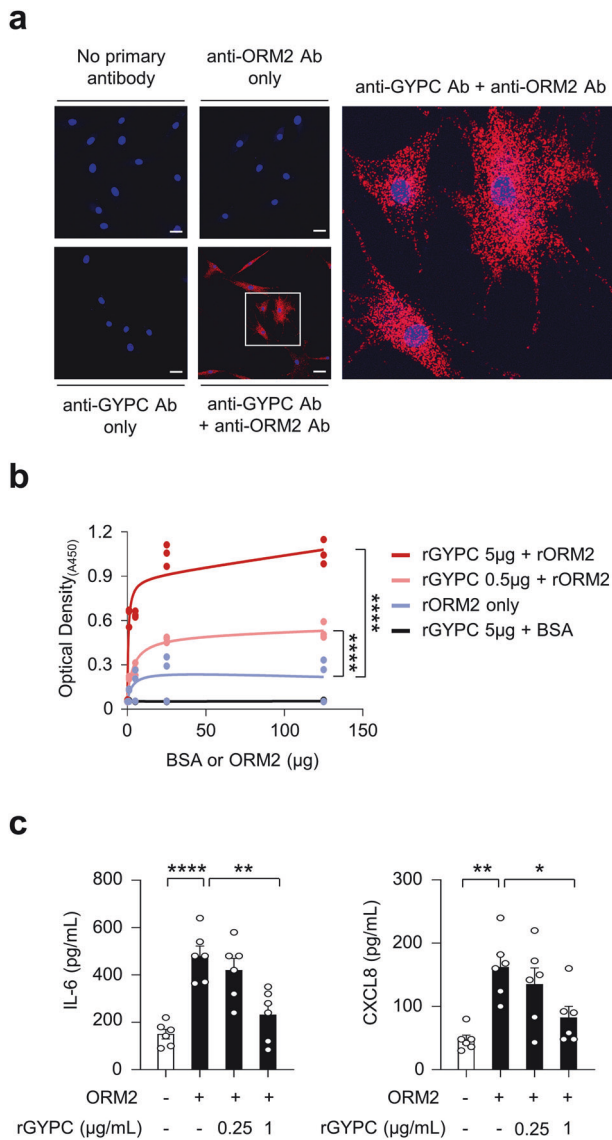 a
No primary
antibody
anti-ORM2 Ab
only
anti-GYPC Ab + anti-ORM2 Ab
anti-GYPC Ab
only
anti-GYPC Ab
+ anti-ORM2 Ab
b
Optical Density(A450)
1.2
0.9
0.6
0.3
0
0
50
100
150
BSA or ORM2 (µg)
****
****
rGYPC 5µg + rORM2
rGYPC 0.5µg + rORM2
rORM2 only
rGYPC 5µg + BSA
c
IL-6 (pg/mL)
800
600
400
200
0
****
**
ORM2 - + + +
rGYPC (µg/mL) - - 0.25 1
CXCL8 (pg/mL)
300
200
100
0
**
*
ORM2 - + + +
rGYPC (µg/mL) - - 0.25 1